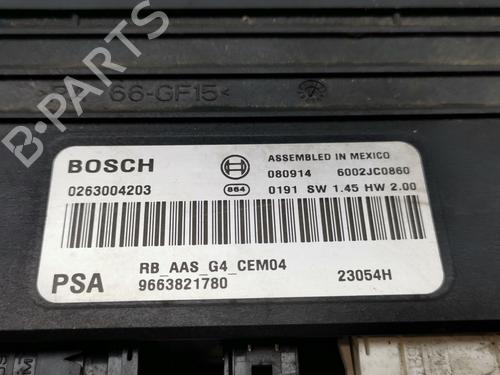 66-GF15<
B-PARTS
BOSCH
ASSEMBLED IN MEXICO
080914 6002JC0860
0263004203
864
0191 SW 1.45 HW 2.00
RB_AAS_G4_CEM04
PSA
9663821780
23054H